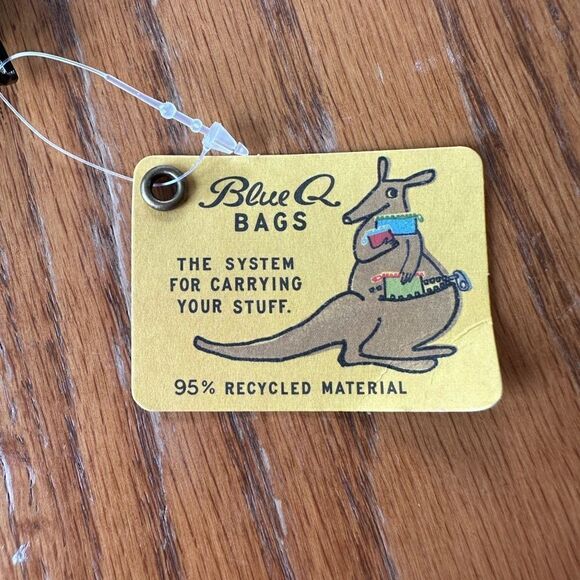 Blue Q
BAGS
THE SYSTEM
FOR CARRYING
YOUR STUFF.
95% RECYCLED MATERIAL